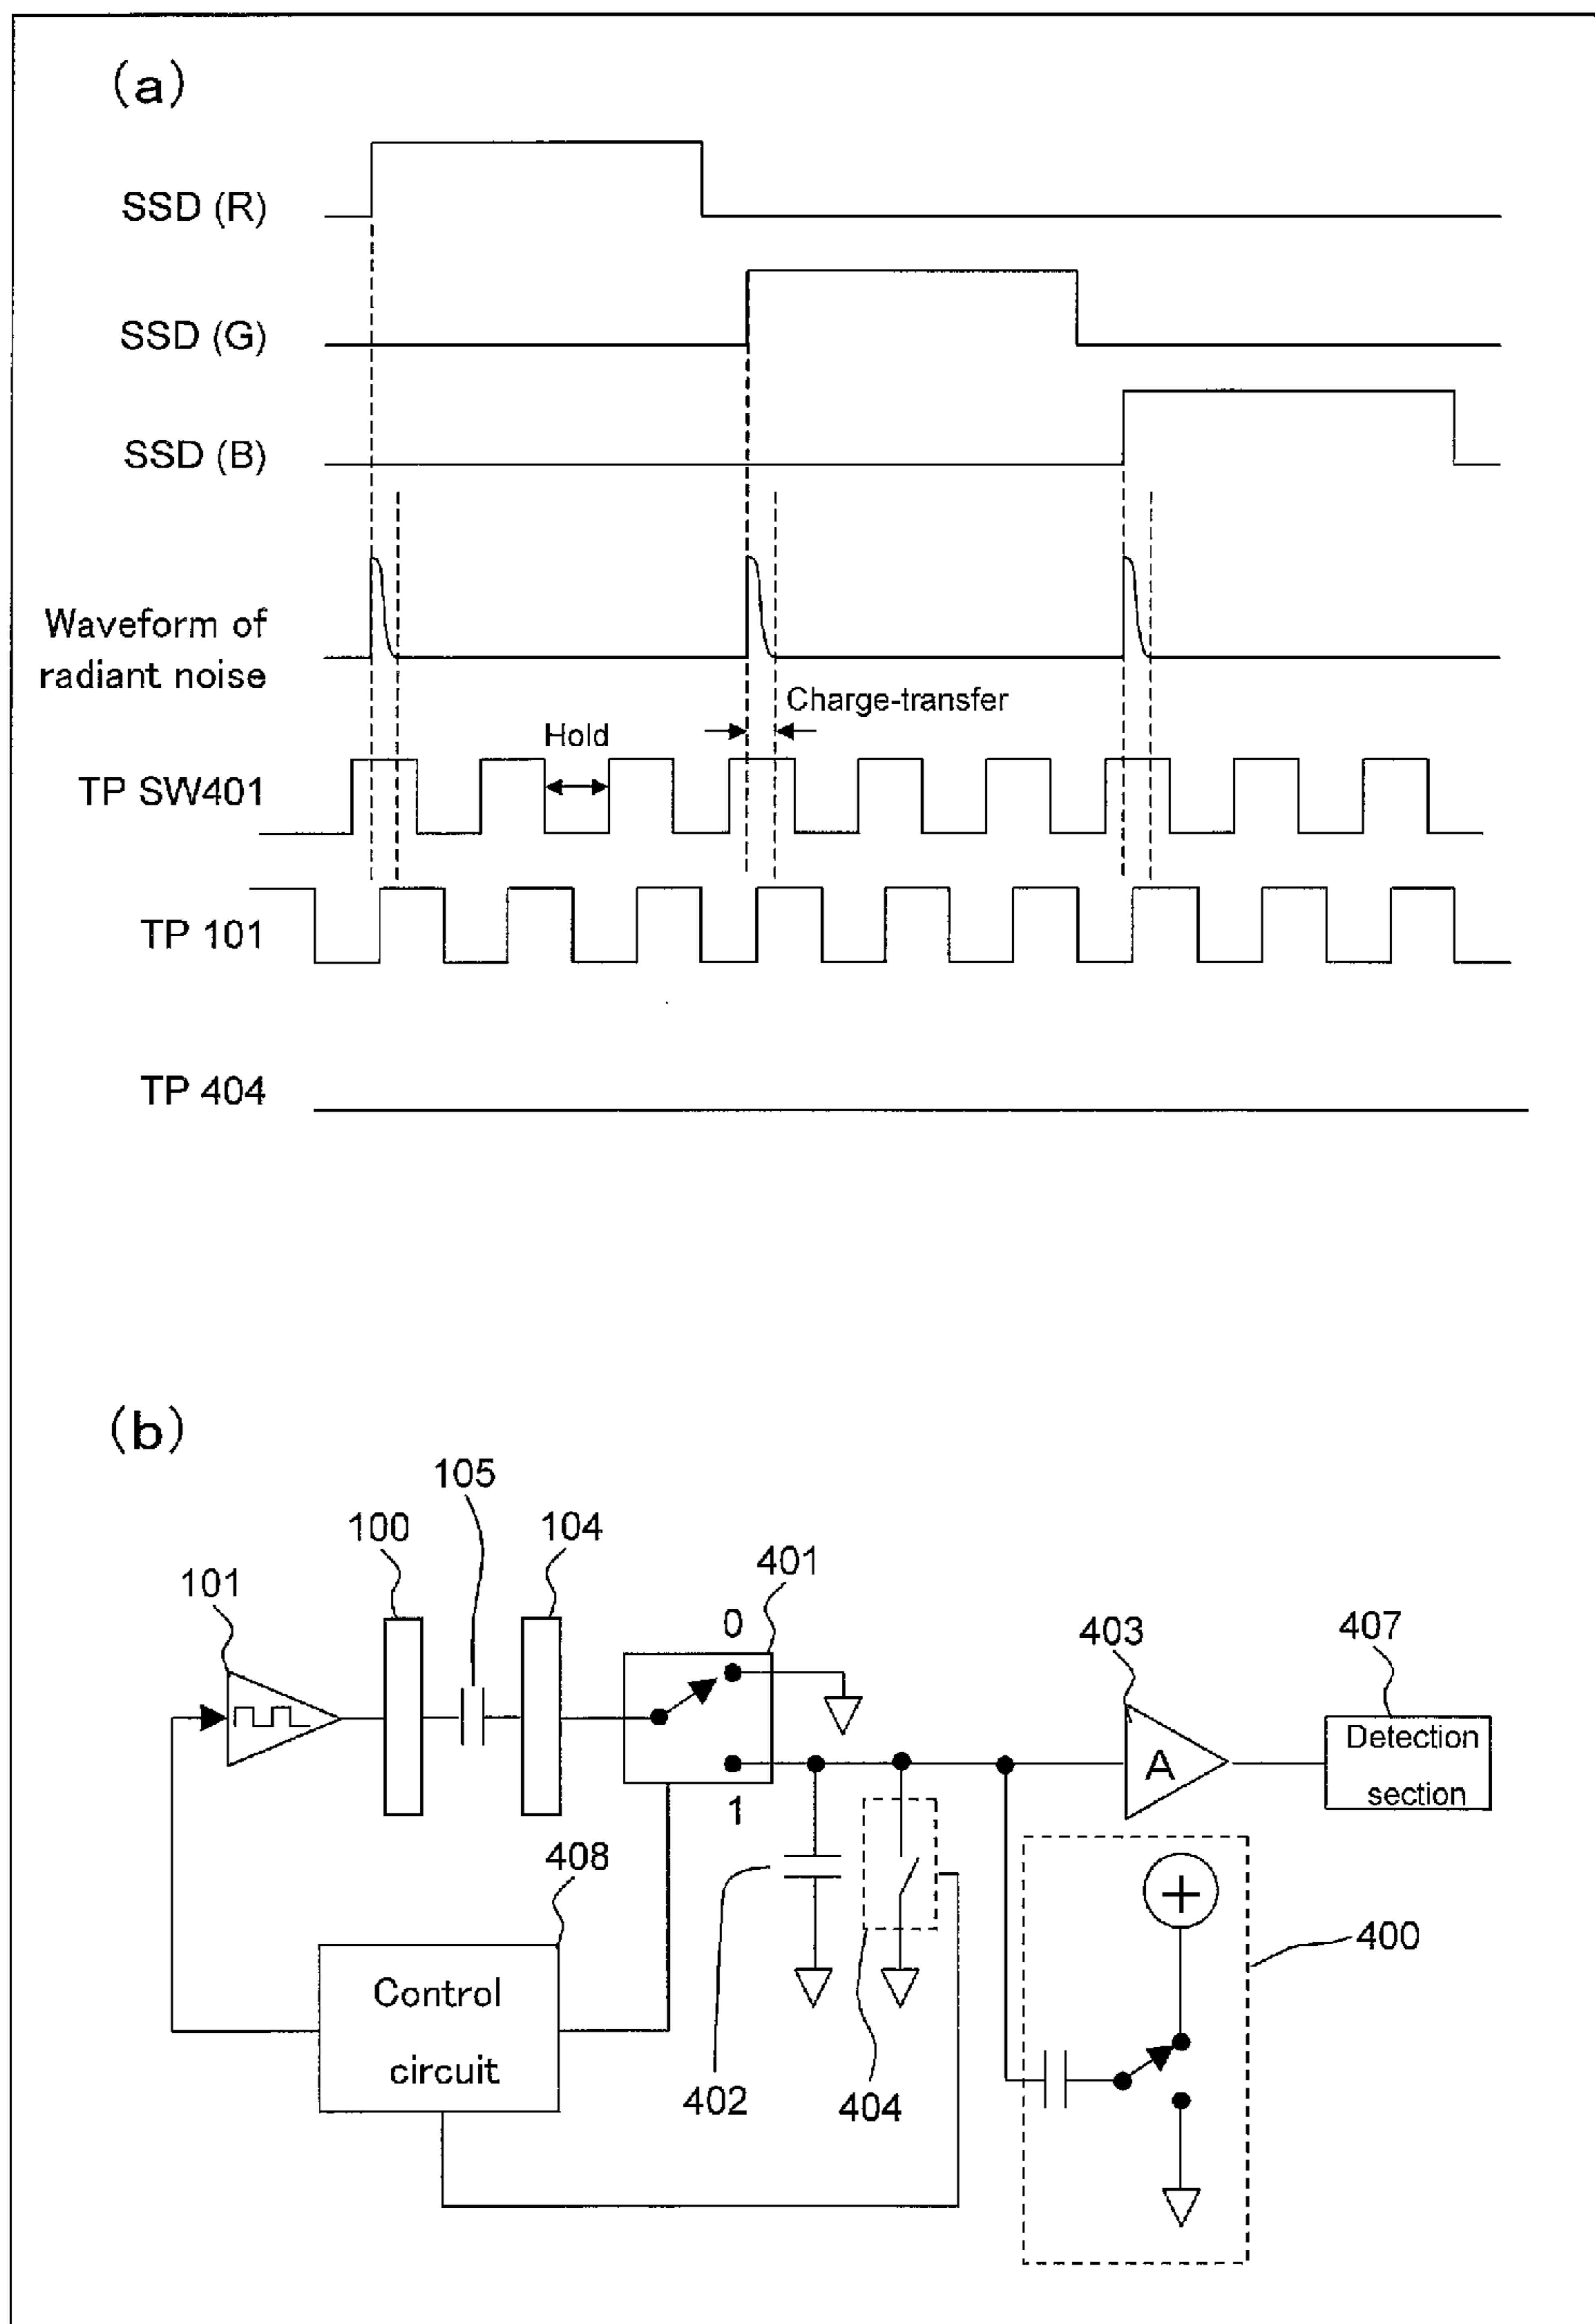 (a)
SSD (R)
SSD (G)
SSD (B)
Waveform of
radiant noise
Charge-transfer
Hold
TP SW401
TP 101
TP 404
(b)
105
100
104
401
101
0
403
407
A
Detection
section
1
408
400
Control
circuit
402
404